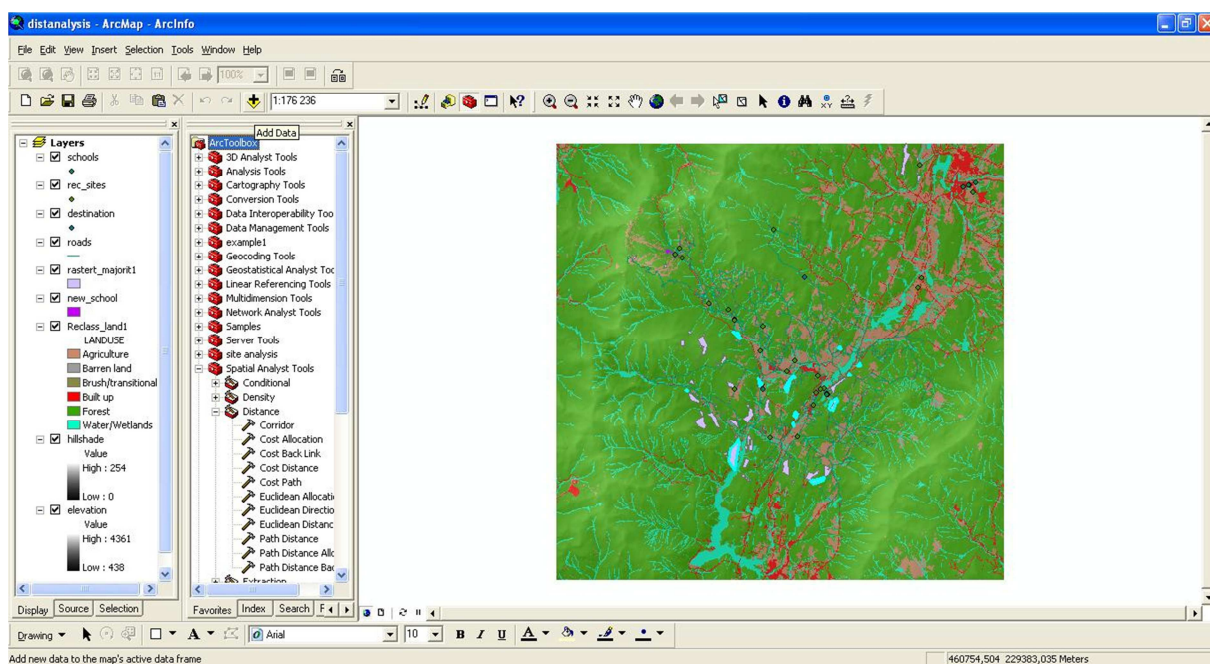 distanalysis - ArcMap - ArcInfo
File Edit View Insert Selection Tools Window Help
100%
1:176 236
Add Data
Layers
schools
rec_sites
destination
roads
rastert_majorit1
new_school
Reclass_land1
LANDUSE
Agriculture
Barren land
Brush/transitional
Built up
Forest
Water/Wetlands
hillshade
Value
High : 254
Low : 0
elevation
Value
High : 4361
Low : 438
Display Source Selection
ArcToolbox
3D Analyst Tools
Analysis Tools
Cartography Tools
Conversion Tools
Data Interoperability Too
Data Management Tools
example1
Geocoding Tools
Geostatistical Analyst Too
Linear Referencing Tools
Multidimension Tools
Network Analyst Tools
Samples
Server Tools
site analysis
Spatial Analyst Tools
Conditional
Density
Distance
Corridor
Cost Allocation
Cost Back Link
Cost Distance
Cost Path
Euclidean Allocati
Euclidean Directio
Euclidean Distanc
Path Distance
Path Distance Allc
Path Distance Bac
Extraction
Favorites Index Search F
Drawing A Arial 10 B I U A
Add new data to the map's active data frame
460754,504 229383,035 Meters